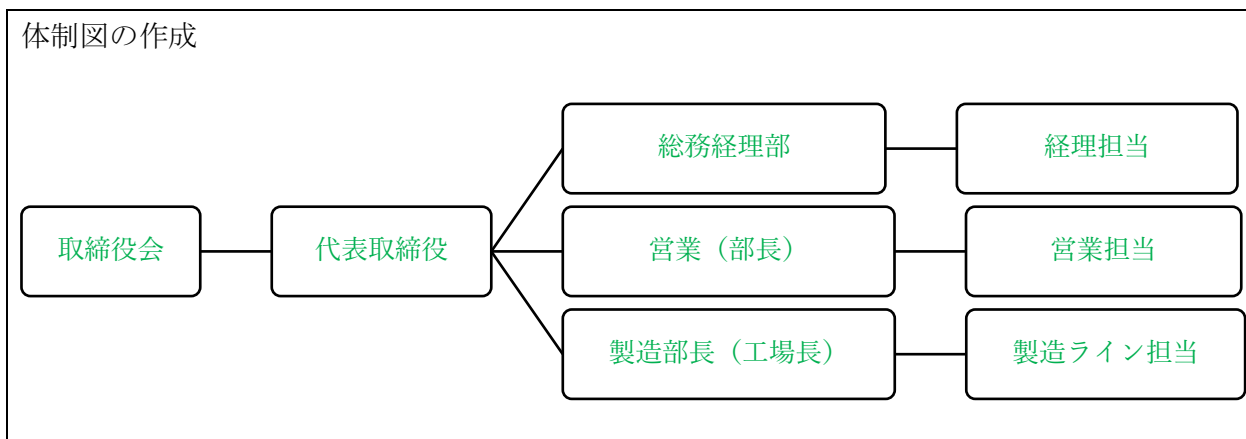 体制図の作成
取締役会
代表取締役
総務経理部
経理担当
営業（部長）
営業担当
製造部長（工場長）
製造ライン担当